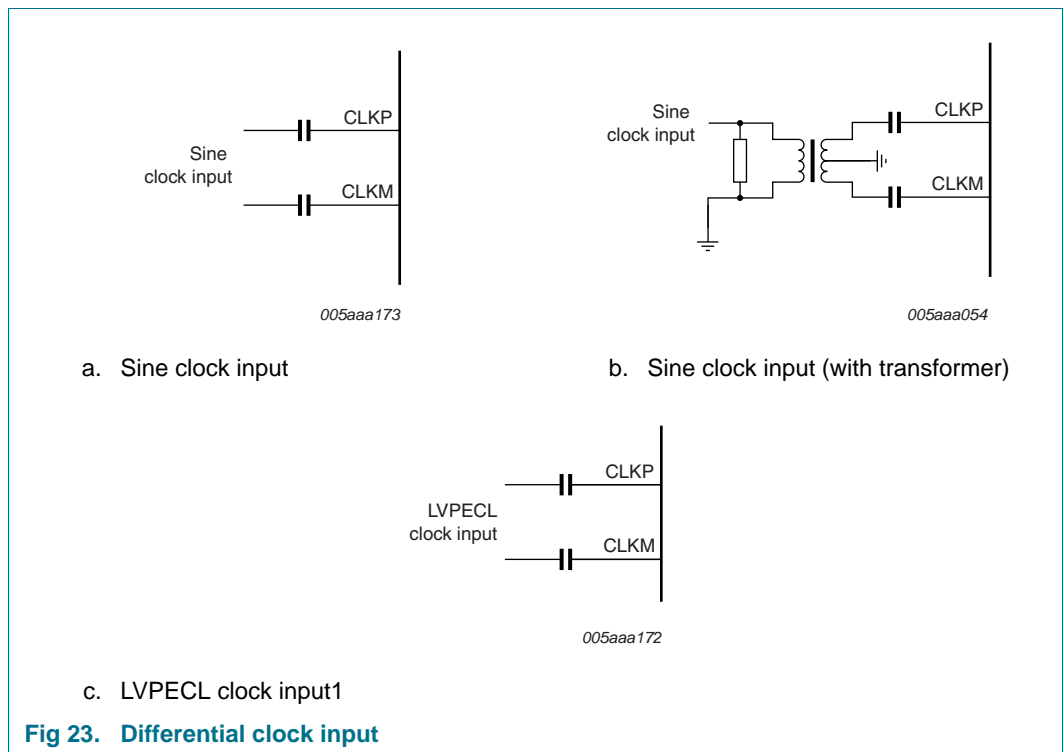 CLKP
Sine
clock input
CLKM
005aaa173
a. Sine clock input
Sine
clock input
CLKP
CLKM
005aaa054
b. Sine clock input (with transformer)
CLKP
LVPECL
clock input
CLKM
005aaa172
c. LVPECL clock input1
Fig 23. Differential clock input